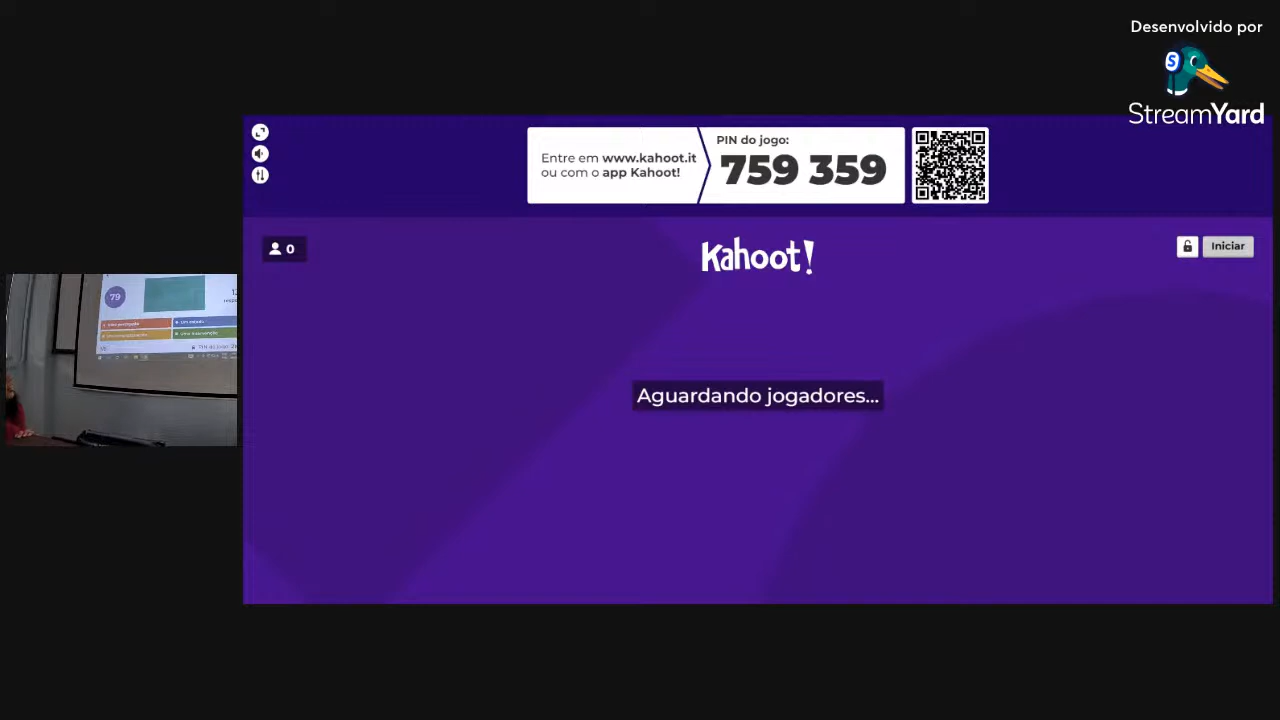 Desenvolvido por
StreamYard
Entre em www.kahoot.it
ou com o app Kahoot!
PIN do jogo:
759 359
0
Kahoot!
Iniciar
Aguardando jogadores...
79